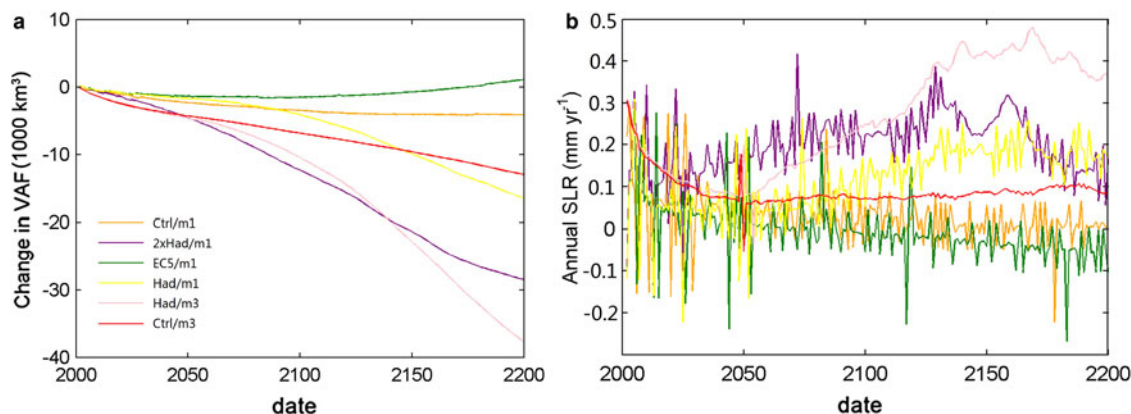 a
Change in VAF (1000 km³)
10
0
-10
-20
-30
-40
Ctrl/m1
2xHad/m1
EC5/m1
Had/m1
Had/m3
Ctrl/m3
2000 2050 2100 2150 2200
date
b
Annual SLR (mm yr⁻¹)
0.5
0.4
0.3
0.2
0.1
0
-0.1
0.2
2000 2050 2100 2150 2200
date